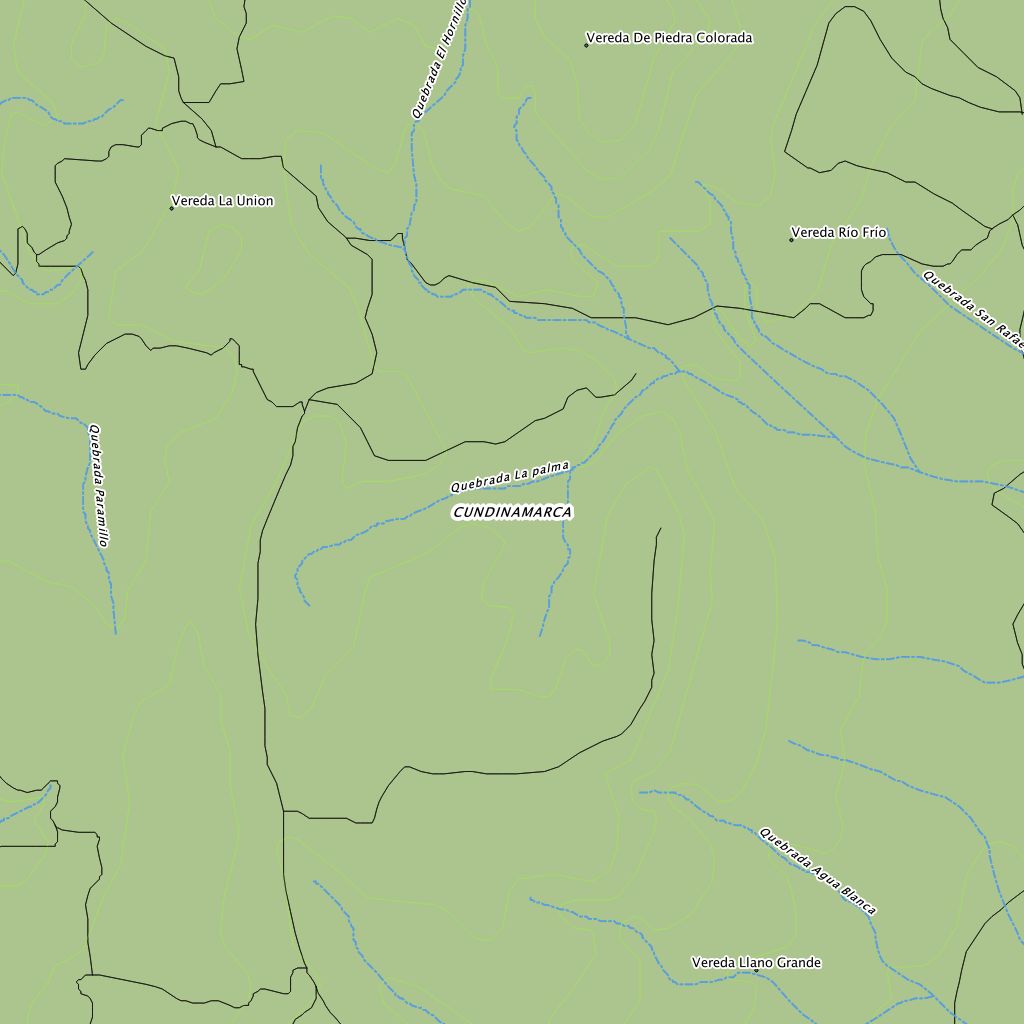 Quebrada El Hornillo
Vereda De Piedra Colorada
Vereda La Union
Vereda Río Frío
Quebrada San Rafae
Quebrada Paramillo
Quebrada La palma
CUNDINAMARCA
Quebrada Agua Blanca
Vereda Llano Grande